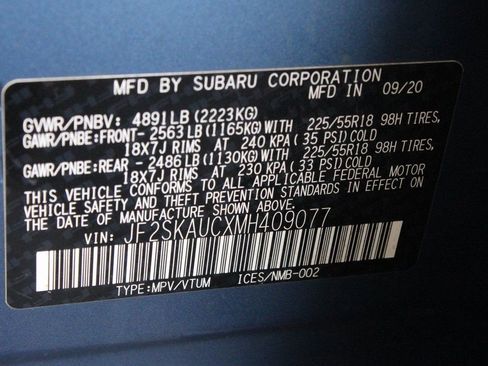 MFD BY SUBARU CORPORATION
MFD IN 09/20
GVWR/PNBV: 4891LB (2223KG)
GAWR/PNBE:FRONT- 2563LB (1165KG)WITH 225/55R18 98H TIRES,
18X7J RIMS AT 240 KPA (35 PSI)COLD
GAWR/PNBE:REAR - 2486LB (1130KG)WITH 225/55R18 98H TIRES,
18X7J RIMS AT 230 KPA (33 PSI)COLD
THIS VEHICLE CONFORMS TO ALL APPLICABLE FEDERAL MOTOR
VEHICLE SAFETY AND THEFT PREVENTION STANDARDS IN EFFECT ON
THE DATE OF MANUFACTURE SHOWN ABOVE.
VIN: JF2SKAUCXMH409077
TYPE:MPV/VTUM ICES/NMB-002